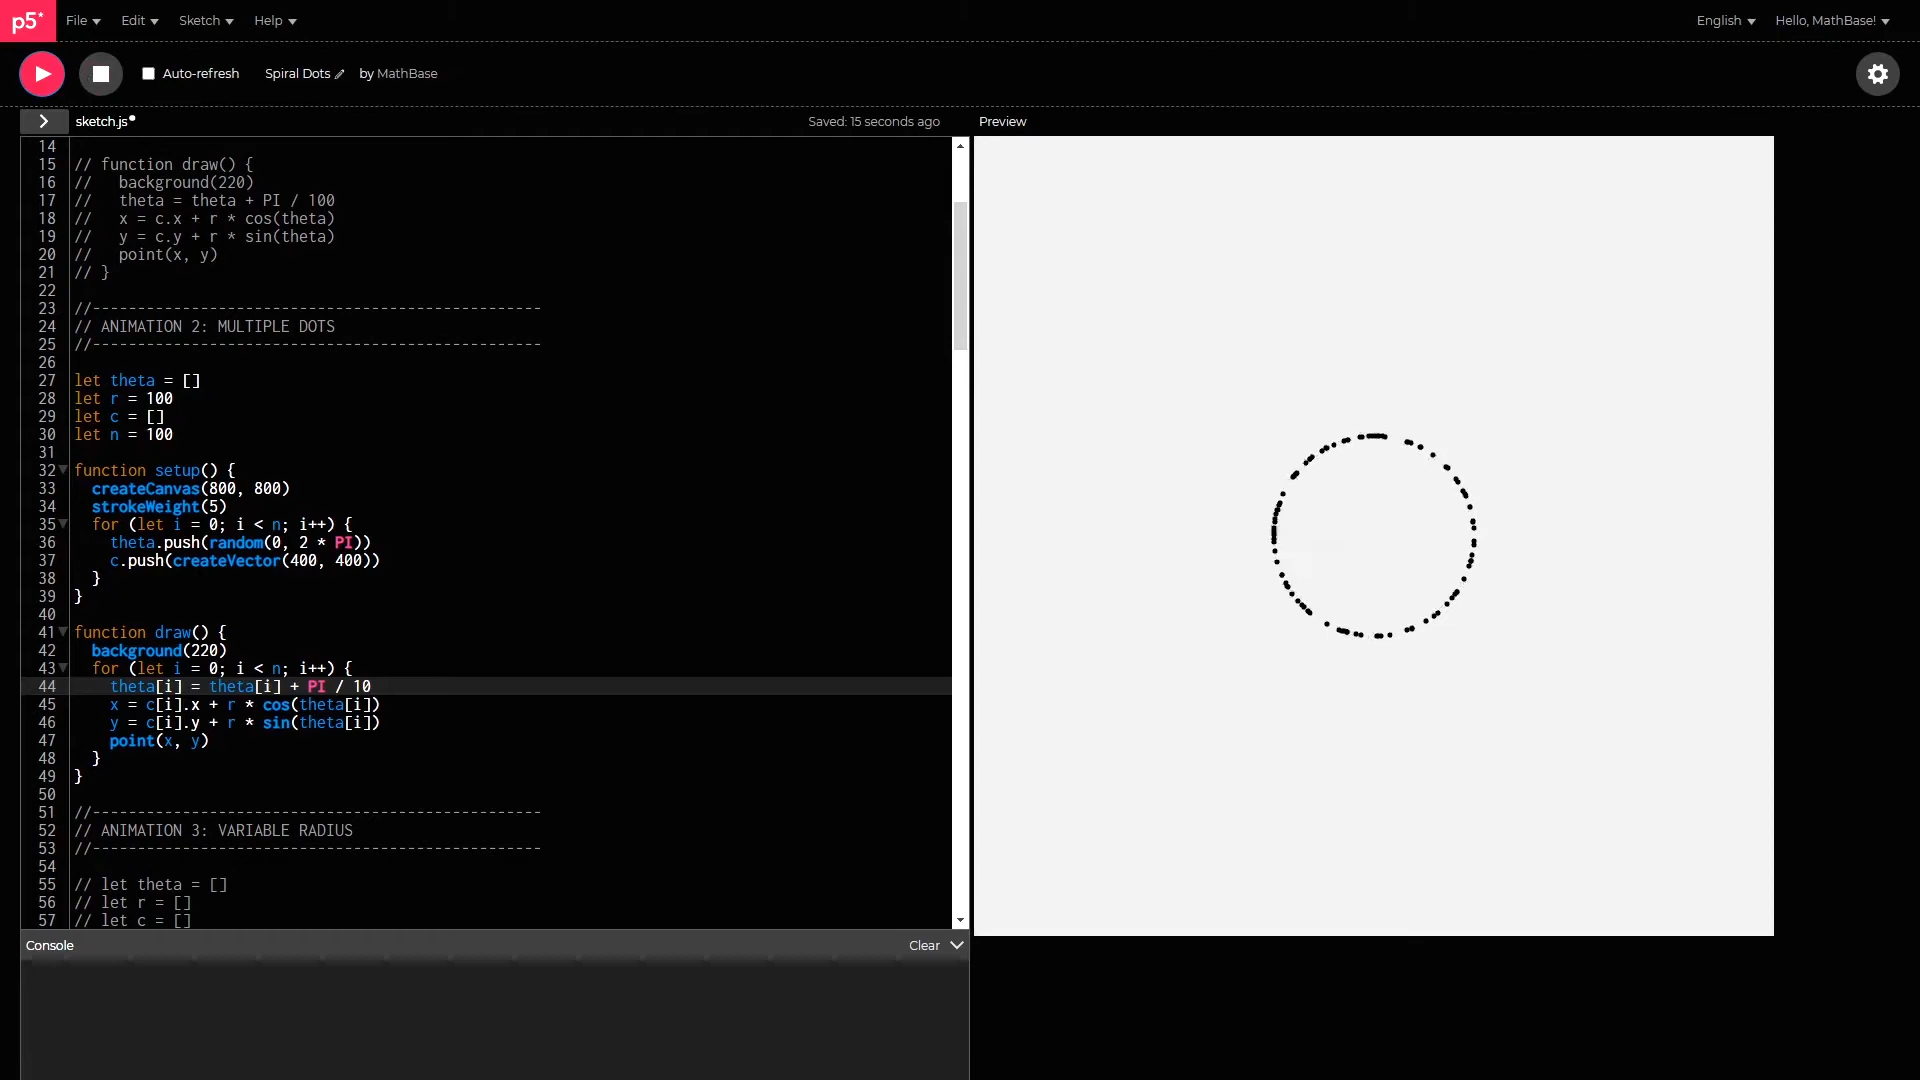 p5*
File
Edit
Sketch
Help
English
Hello, MathBase!
Auto-refresh
Spiral Dots
by MathBase
sketch.js
Saved: 15 seconds ago
Preview
14
15 // function draw() {
16 //   background(220)
17 //   theta = theta + PI / 100
18 //   x = c.x + r * cos(theta)
19 //   y = c.y + r * sin(theta)
20 //   point(x, y)
21 // }
22
23 //--------------------------------------------------
24 // ANIMATION 2: MULTIPLE DOTS
25 //--------------------------------------------------
26
27 let theta = []
28 let r = 100
29 let c = []
30 let n = 100
31
32 function setup() {
33   createCanvas(800, 800)
34   strokeWeight(5)
35   for (let i = 0; i < n; i++) {
36     theta.push(random(0, 2 * PI))
37     c.push(createVector(400, 400))
38   }
39 }
40
41 function draw() {
42   background(220)
43   for (let i = 0; i < n; i++) {
44     theta[i] = theta[i] + PI / 10
45     x = c[i].x + r * cos(theta[i])
46     y = c[i].y + r * sin(theta[i])
47     point(x, y)
48   }
49 }
50
51 //--------------------------------------------------
52 // ANIMATION 3: VARIABLE RADIUS
53 //--------------------------------------------------
54
55 // let theta = []
56 // let r = []
57 // let c = []
Console
Clear